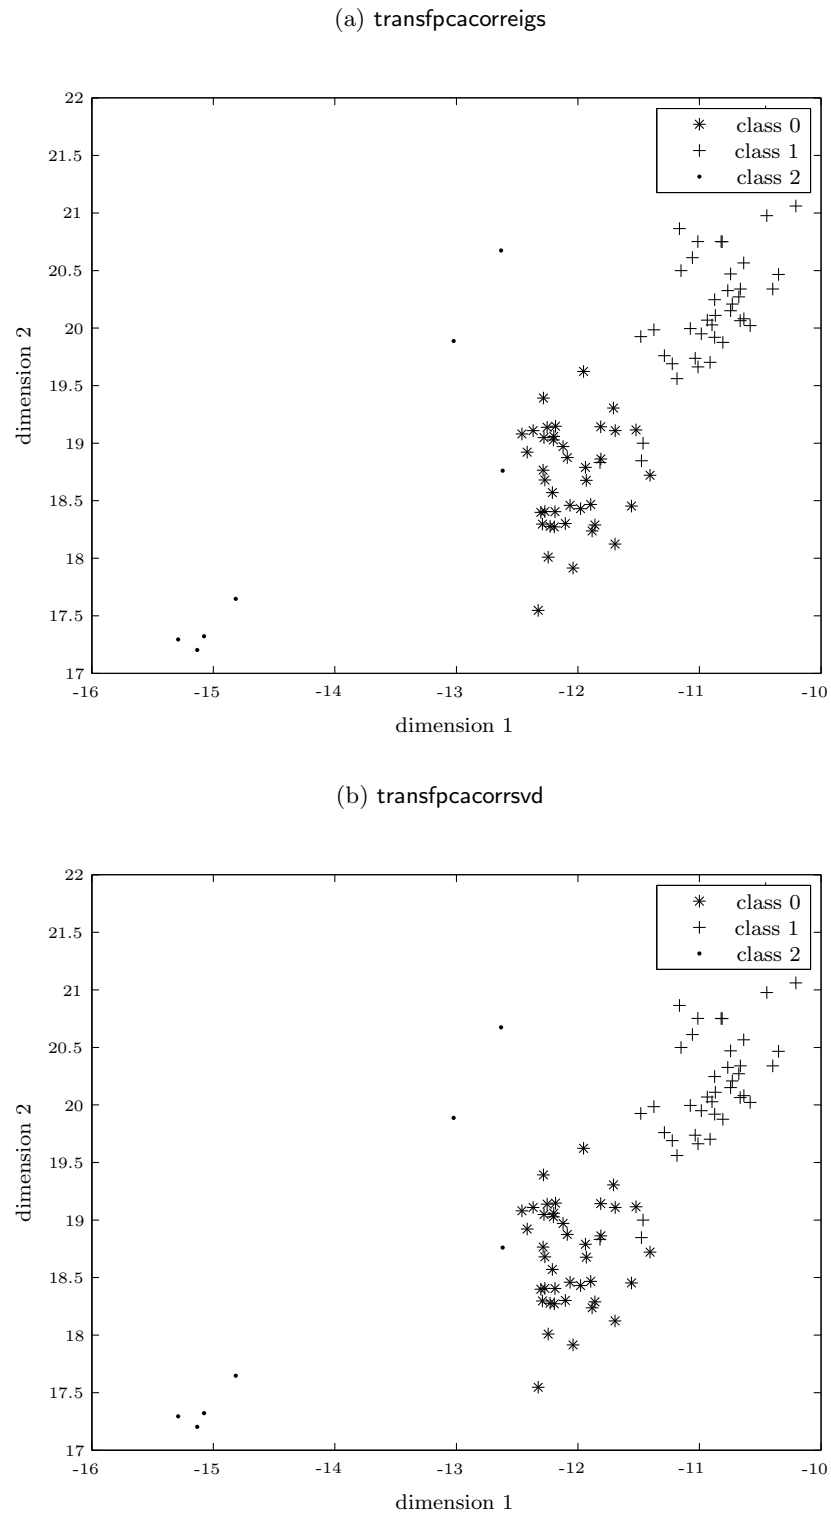 (a) transfpcacorreigs
22
21.5
21
20.5
20
19.5
19
18.5
18
17.5
17
dimension 2
class 0
class 1
class 2
-16 -15 -14 -13 -12 -11 -10
dimension 1
(b) transfpcacorrsvd
22
21.5
21
20.5
20
19.5
19
18.5
18
17.5
17
dimension 2
class 0
class 1
class 2
-16 -15 -14 -13 -12 -11 -10
dimension 1